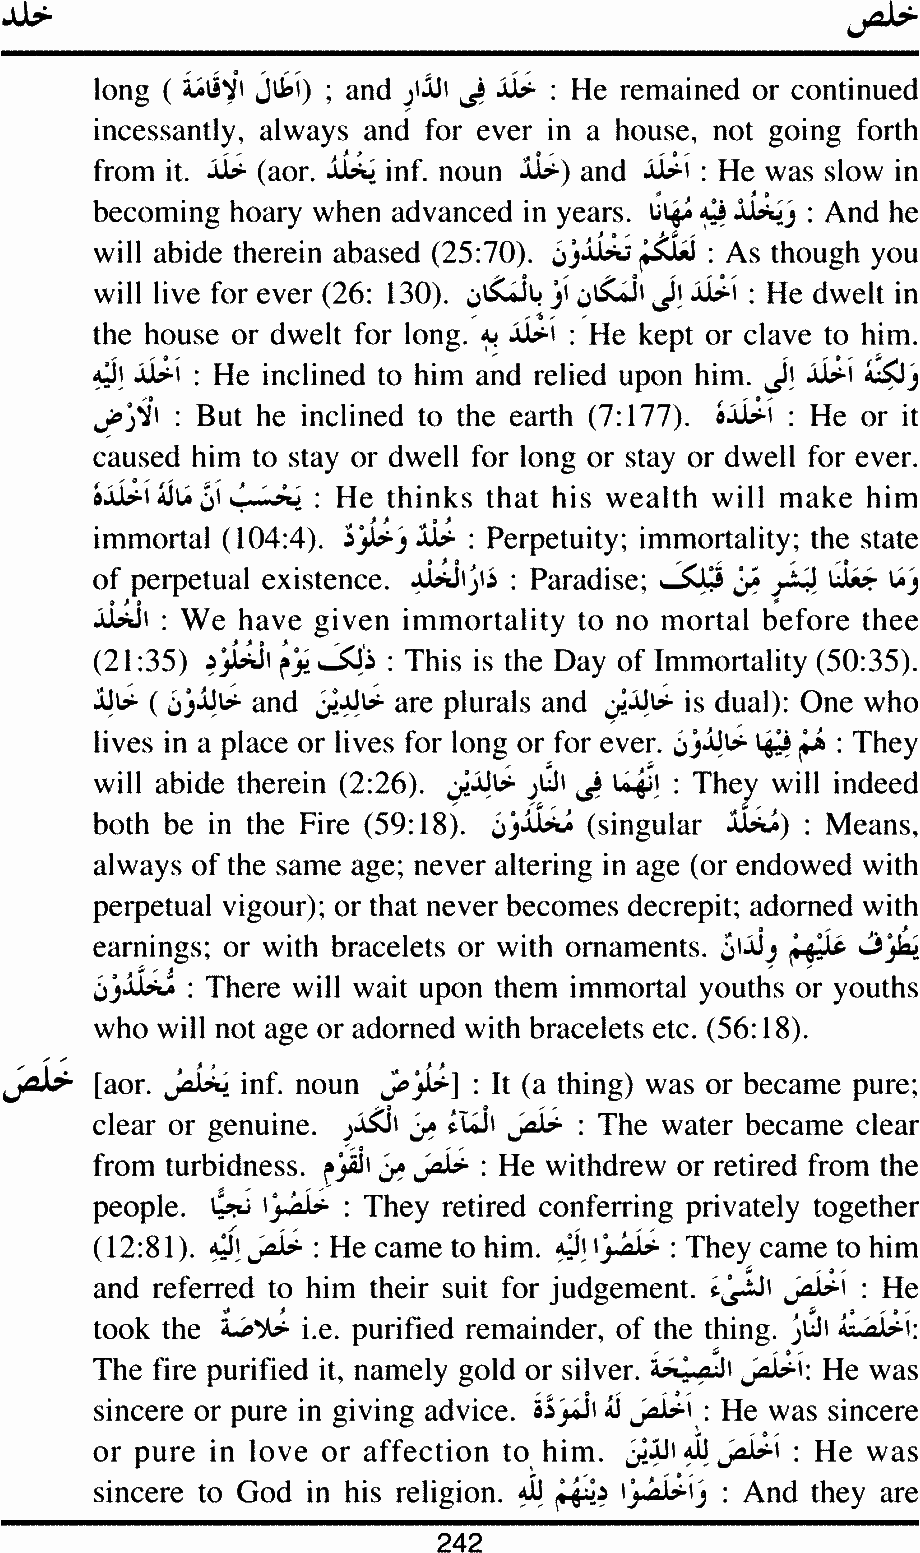 خلد خلص
long ( اَطَالَ الْاِقَامَةَ) ; and خَلَدَ فِى الدَّارِ : He remained or continued
incessantly, always and for ever in a house, not going forth
from it. خَلَدَ (aor. يَخْلُدُ inf. noun خَلْدٌ) and اَخْلَدَ : He was slow in
becoming hoary when advanced in years. وَيَخْلُدْ فِيْهِ مُهَانًا : And he
will abide therein abased (25:70). لَعَلَّكُمْ تَخْلُدُوْنَ : As though you
will live for ever (26: 130). اَخْلَدَ اِلَى الْمَكَانِ اَوْ بِالْمَكَانِ : He dwelt in
the house or dwelt for long. اَخْلَدَ بِهٖ : He kept or clave to him.
اَخْلَدَ اِلَيْهِ : He inclined to him and relied upon him. وَلٰكِنَّهٗ اَخْلَدَ اِلَى
الْاَرْضِ : But he inclined to the earth (7:177). اَخْلَدَهٗ : He or it
caused him to stay or dwell for long or stay or dwell for ever.
يَحْسَبُ اَنَّ مَالَهٗ اَخْلَدَهٗ : He thinks that his wealth will make him
immortal (104:4). خُلْدٌ وَخُلُوْدٌ : Perpetuity; immortality; the state
of perpetual existence. دَارُالْخُلْدِ : Paradise; وَمَا جَعَلْنَا لِبَشَرٍ مِّنْ قَبْلِكَ
الْخُلْدَ : We have given immortality to no mortal before thee
(21:35) ذٰلِكَ يَوْمُ الْخُلُوْدِ : This is the Day of Immortality (50:35).
خَالِدٌ ( خَالِدُوْنَ and خَالِدِيْنَ are plurals and خَالِدَيْنِ is dual): One who
lives in a place or lives for long or for ever. هُمْ فِيْهَا خَالِدُوْنَ : They
will abide therein (2:26). اِنَّهُمَا فِى النَّارِ خَالِدَيْنِ : They will indeed
both be in the Fire (59:18). مُخَلَّدُوْنَ (singular مُخَلَّدٌ) : Means,
always of the same age; never altering in age (or endowed with
perpetual vigour); or that never becomes decrepit; adorned with
earnings; or with bracelets or with ornaments. يَطُوْفُ عَلَيْهِمْ وِلْدَانٌ
مُّخَلَّدُوْنَ : There will wait upon them immortal youths or youths
who will not age or adorned with bracelets etc. (56:18).
خَلَصَ [aor. يَخْلُصُ inf. noun خُلُوْصٌ] : It (a thing) was or became pure;
clear or genuine. خَلَصَ الْمَآءُ مِنَ الْكَدَرِ : The water became clear
from turbidness. خَلَصَ مِنَ الْقَوْمِ : He withdrew or retired from the
people. خَلَصُوْا نَجِيًّا : They retired conferring privately together
(12:81). خَلَصَ اِلَيْهِ : He came to him. خَلَصُوْا اِلَيْهِ : They came to him
and referred to him their suit for judgement. اَخْلَصَ الشَّىْءَ : He
took the خُلَاصَةٌ i.e. purified remainder, of the thing. اَخْلَصَتْهُ النَّارُ:
The fire purified it, namely gold or silver. اَخْلَصَ النَّصِيْحَةَ: He was
sincere or pure in giving advice. اَخْلَصَ لَهُ الْمَوَدَّةَ : He was sincere
or pure in love or affection to him. اَخْلَصَ لِلّٰهِ الدِّيْنَ : He was
sincere to God in his religion. وَاَخْلَصُوْا دِيْنَهُمْ لِلّٰهِ : And they are
242